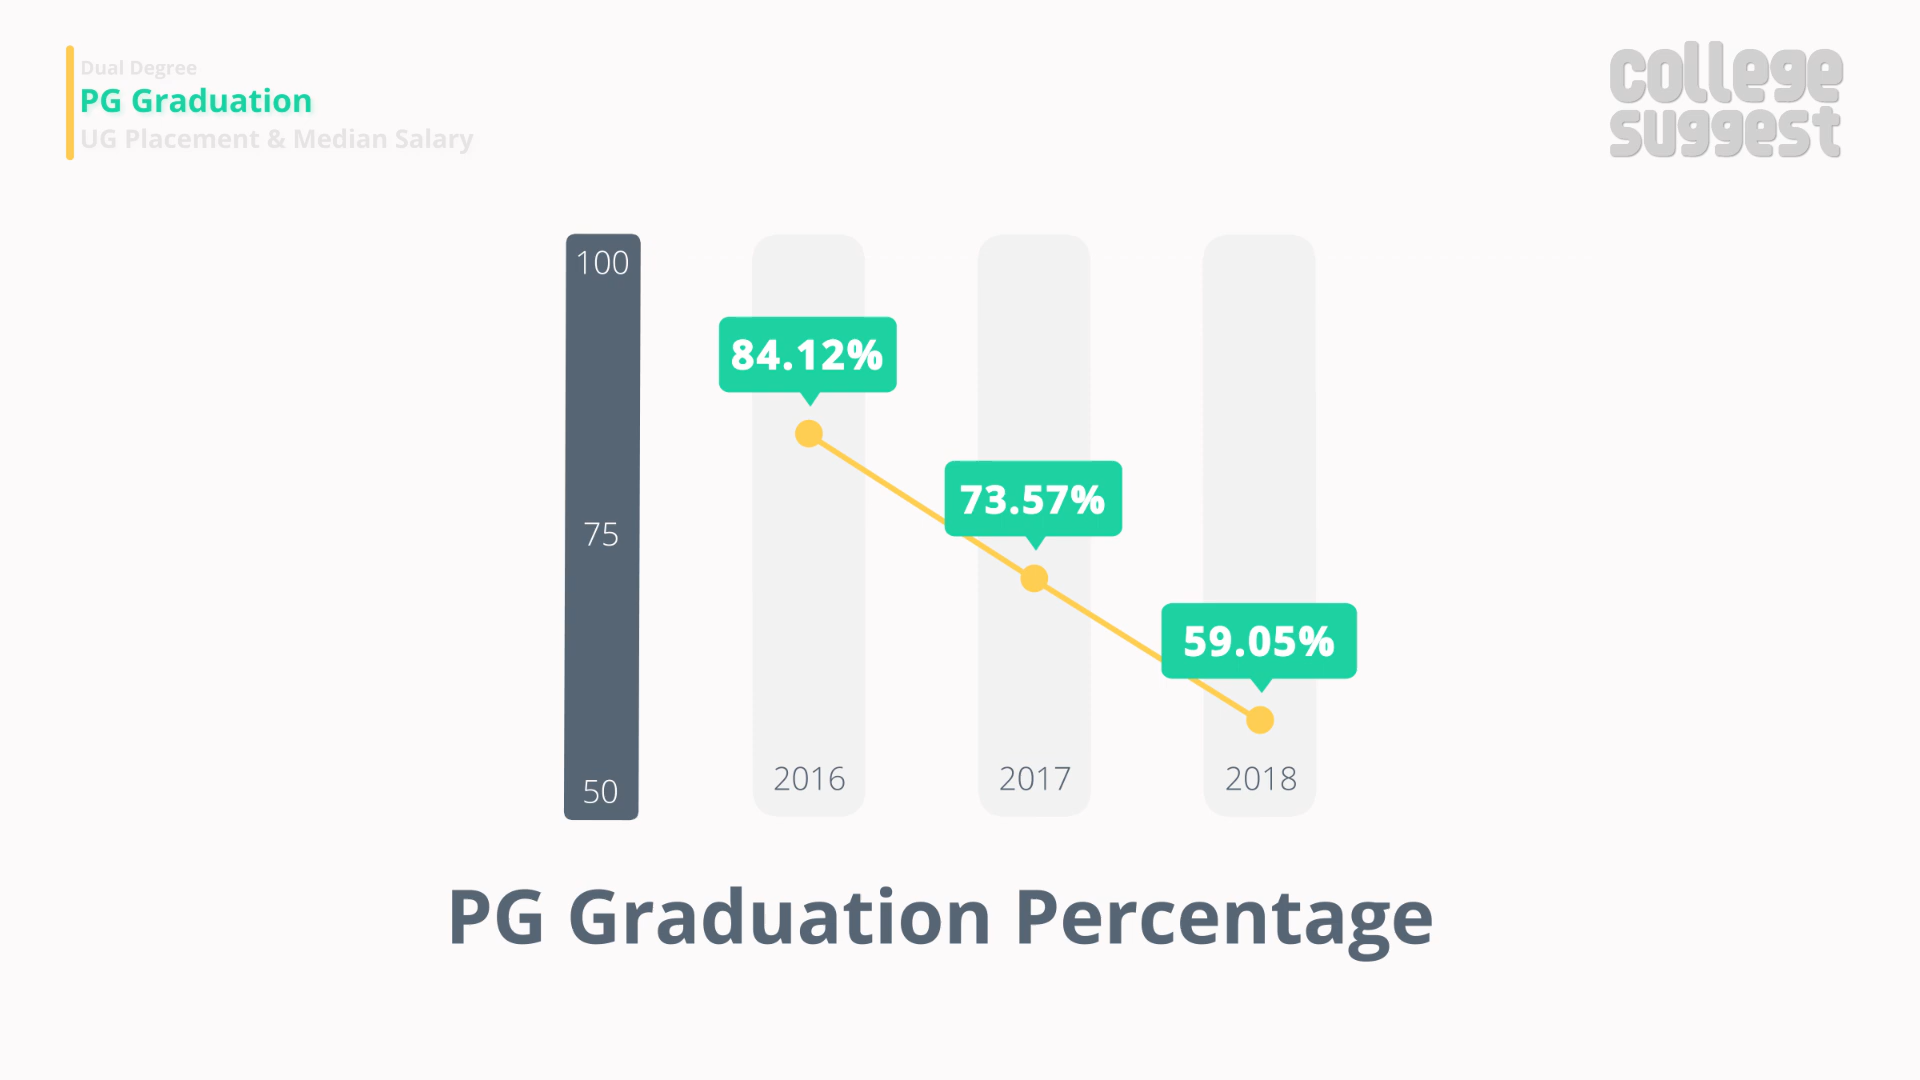 Dual Degree
PG Graduation
UG Placement & Median Salary
college
suggest
100
84.12%
73.57%
75
59.05%
50
2016
2017
2018
PG Graduation Percentage